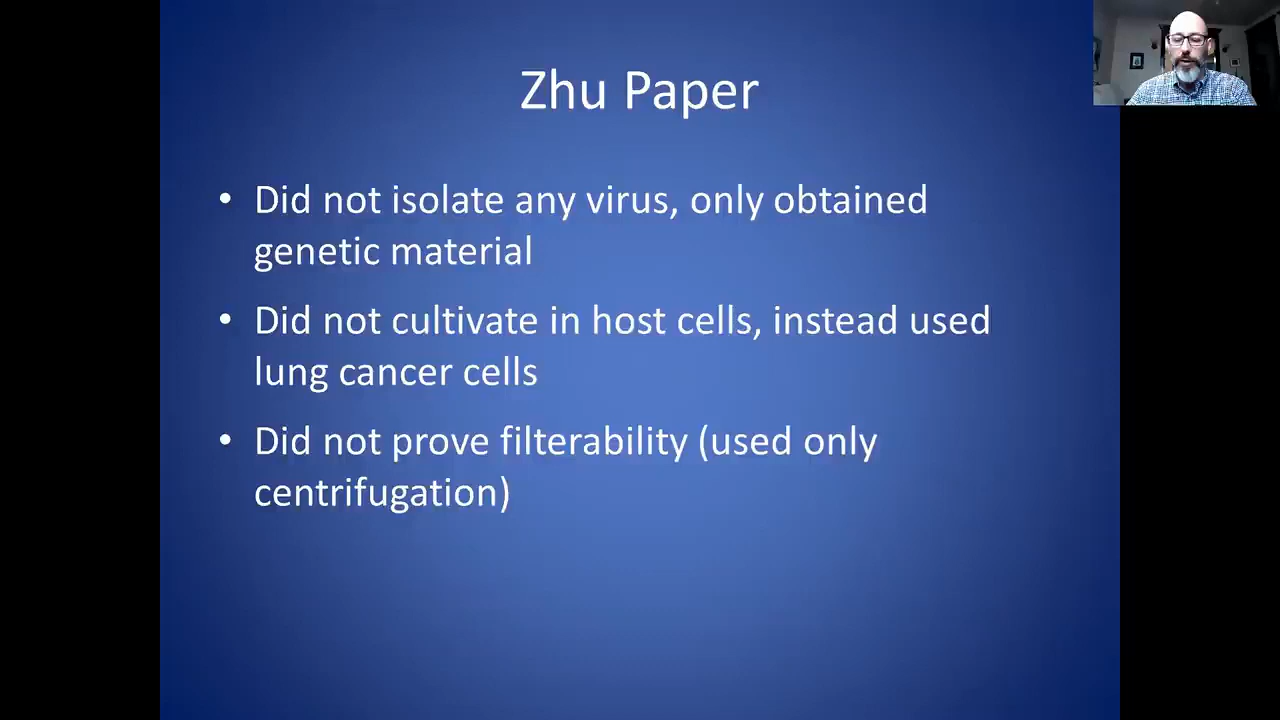 Zhu Paper
• Did not isolate any virus, only obtained
genetic material
• Did not cultivate in host cells, instead used
lung cancer cells
• Did not prove filterability (used only
centrifugation)